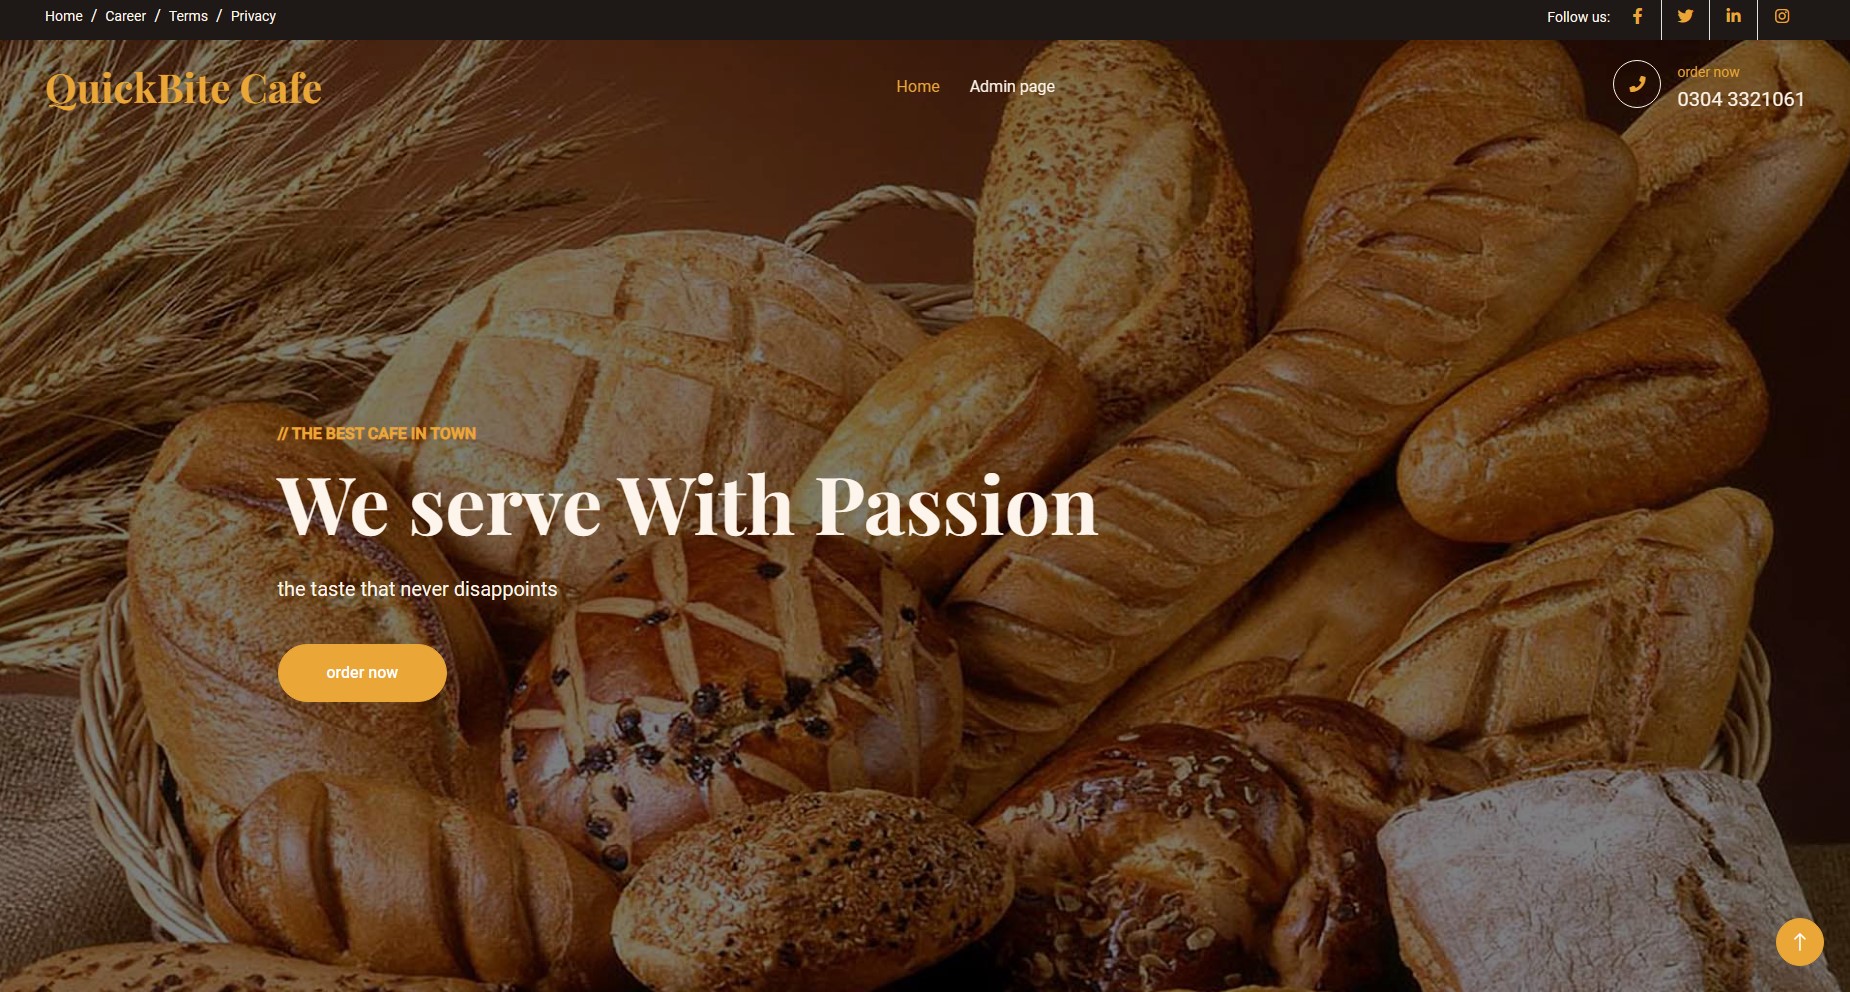 Home / Career / Terms / Privacy
Follow us:
QuickBite Cafe
Home Admin page
order now
0304 3321061
// THE BEST CAFE IN TOWN
We serve With Passion
the taste that never disappoints
order now